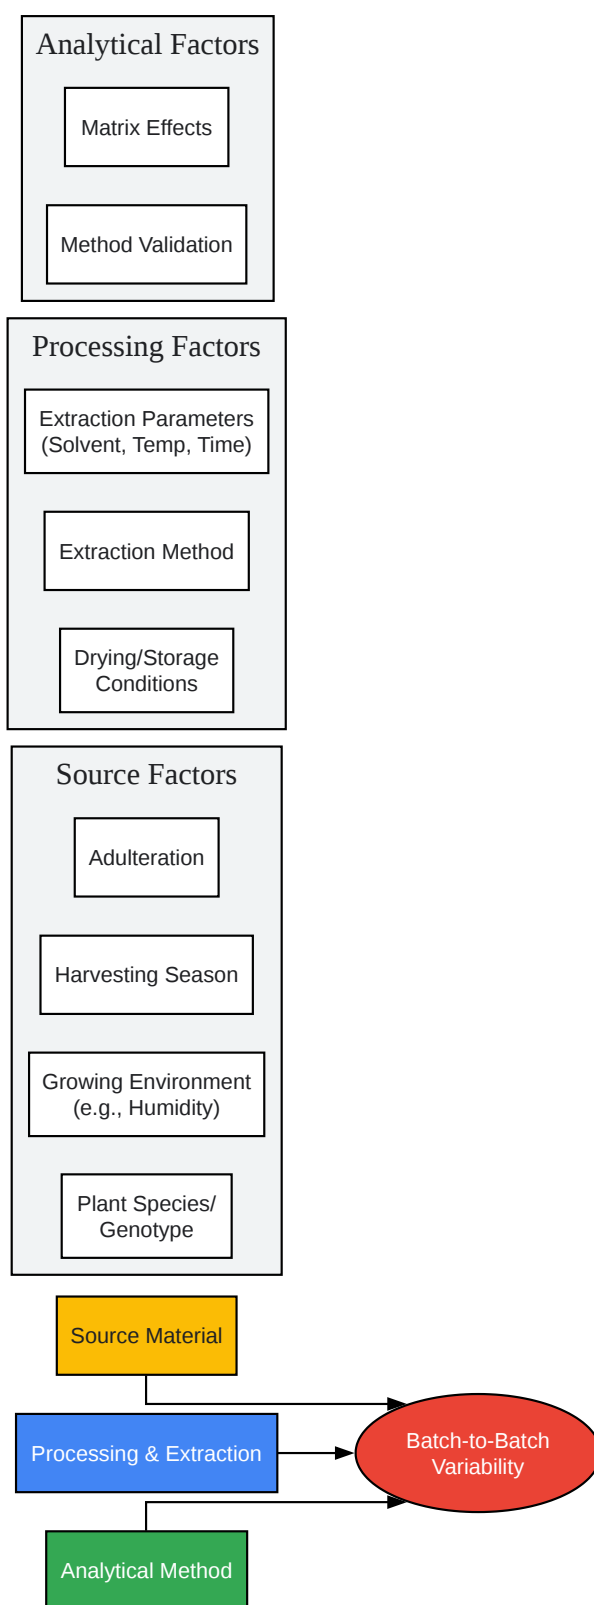 Analytical Factors
Matrix Effects
Method Validation
Processing Factors
Extraction Parameters
(Solvent, Temp, Time)
Extraction Method
Drying/Storage
Conditions
Source Factors
Adulteration
Harvesting Season
Growing Environment
(e.g., Humidity)
Plant Species/
Genotype
Source Material
Processing & Extraction
Batch-to-Batch
Variability
Analytical Method